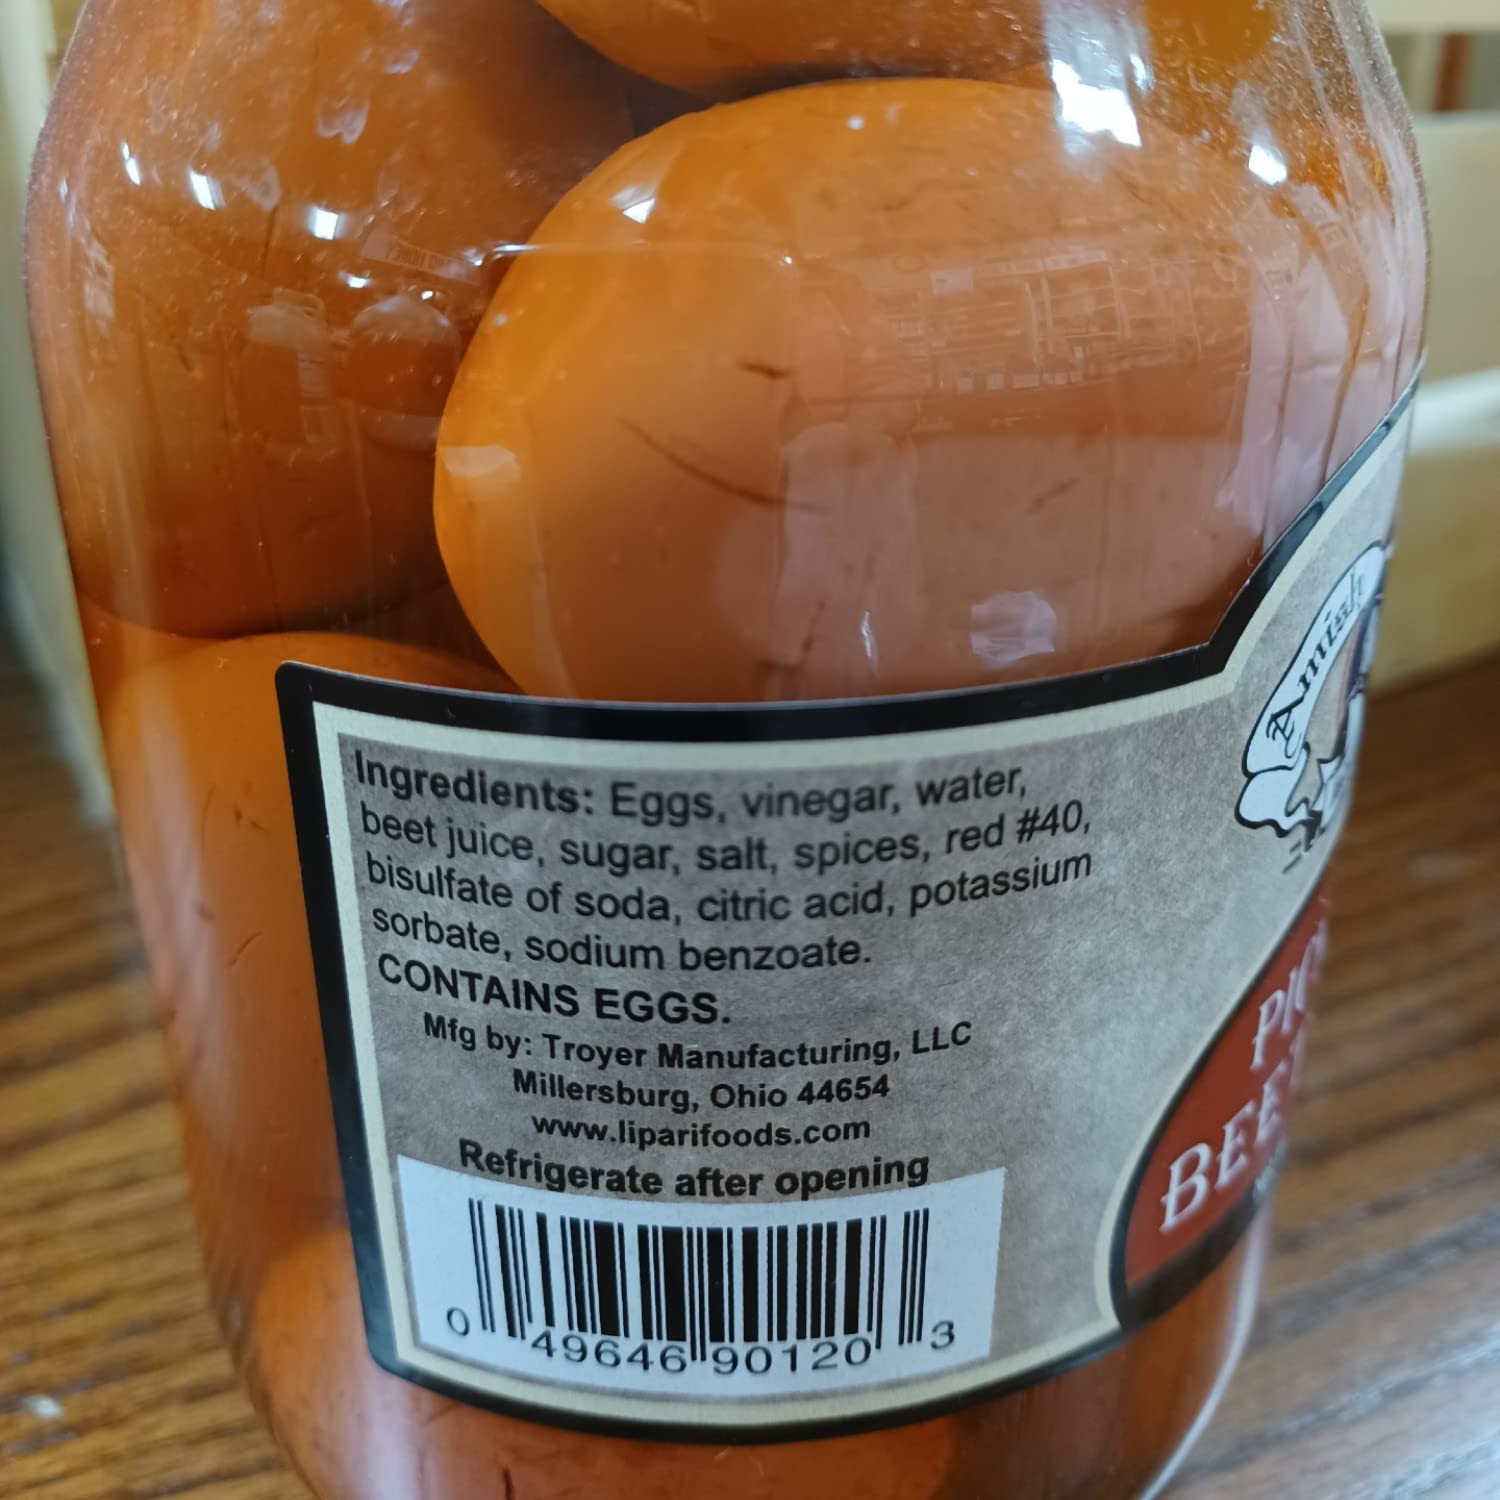 Ingredients: Eggs, vinegar, water,
beet juice, sugar, salt, spices, red #40,
bisulfate of soda, citric acid, potassium
sorbate, sodium benzoate.
CONTAINS EGGS.
Mfg by: Troyer Manufacturing, LLC
Millersburg, Ohio 44654
www.liparifoods.com
Refrigerate after opening
0 49646 90120 3
Amish